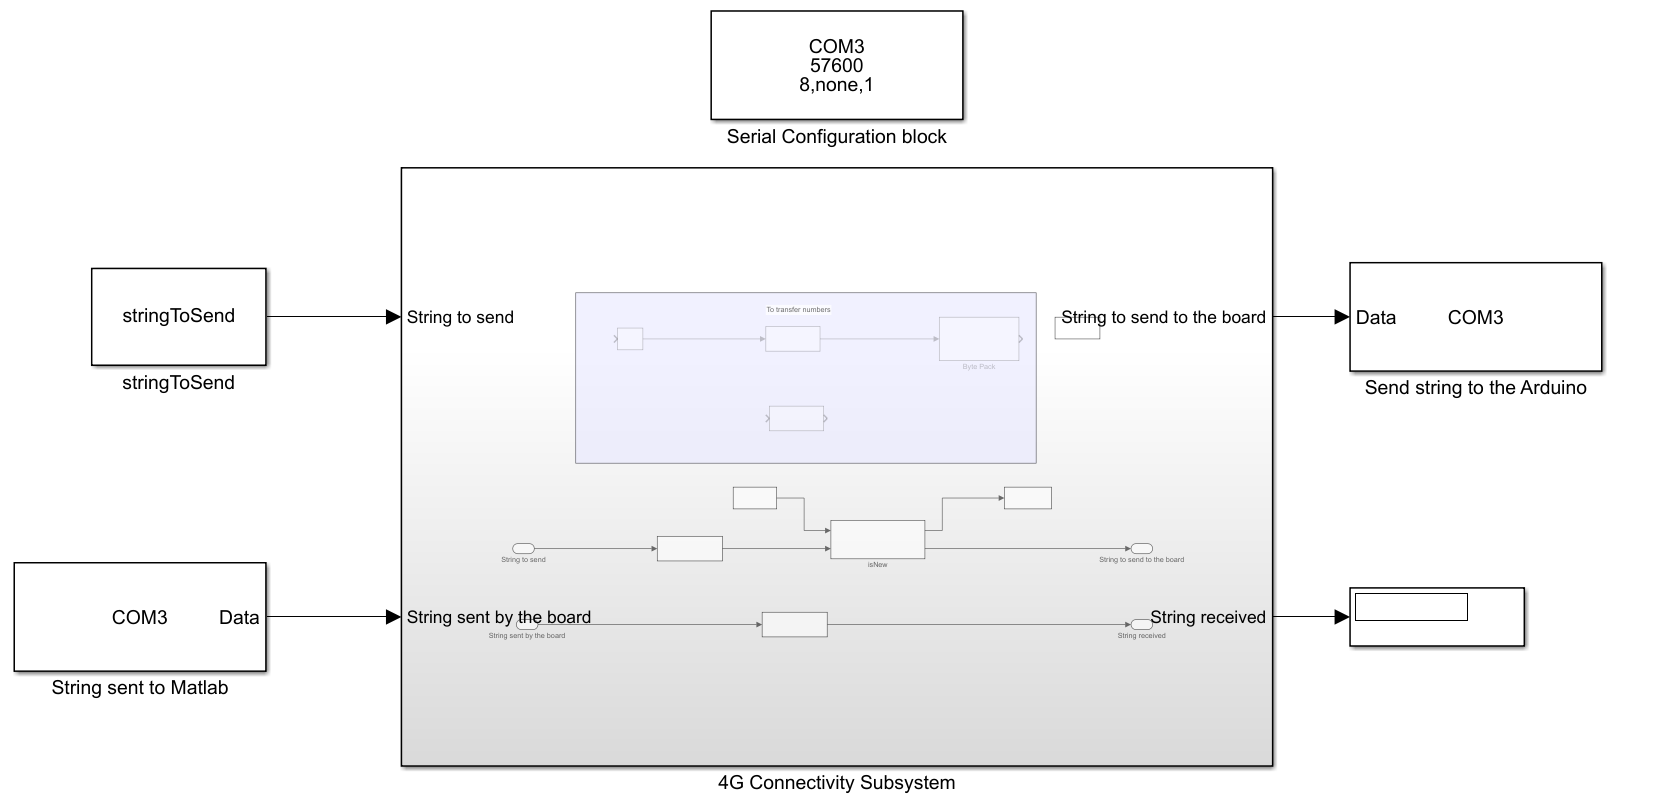 COM3
57600
8,none,1
Serial Configuration block
stringToSend
stringToSend
String to send
To transfer numbers
Byte Pack
String to send to the board
Data COM3
Send string to the Arduino
isNew
String to send
String to send to the board
COM3 Data
String sent to Matlab
String sent by the board
String sent by the board
String received
String received
4G Connectivity Subsystem